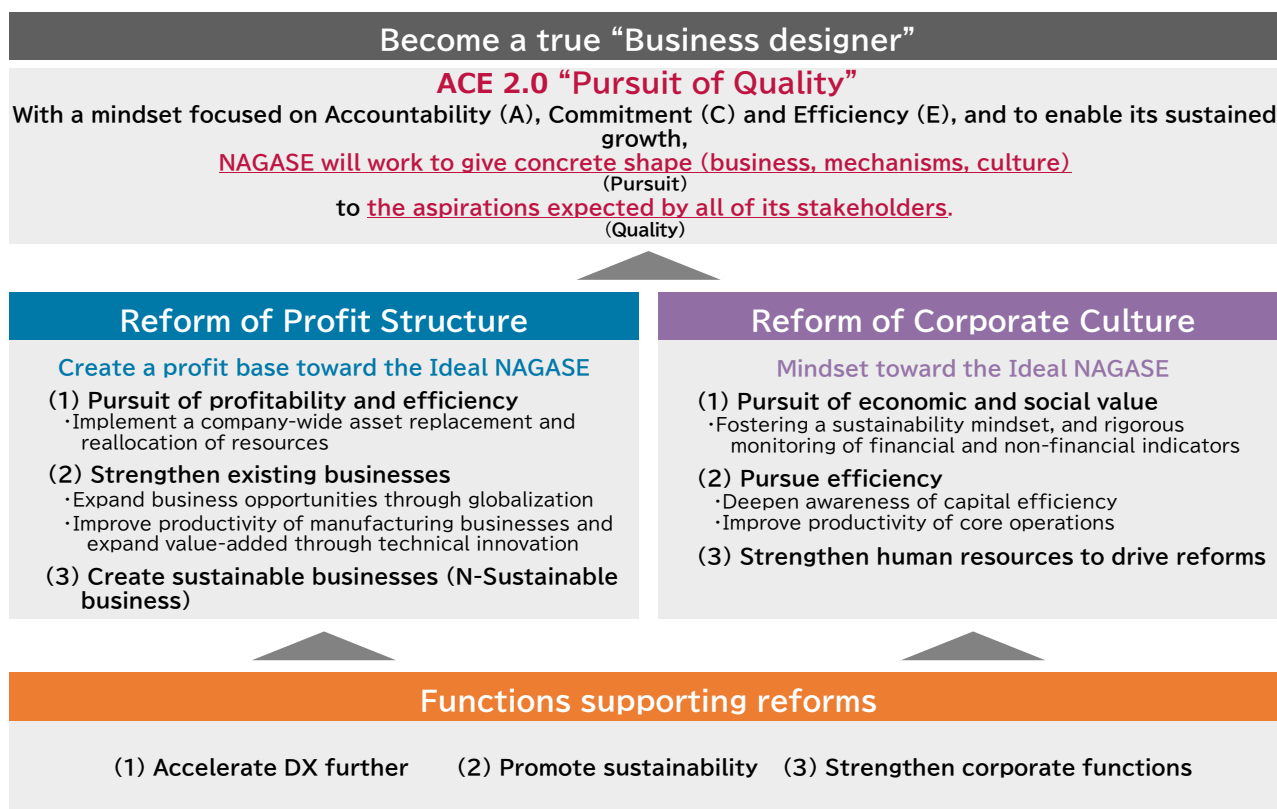 Become a true “Business designer”
ACE 2.0 “Pursuit of Quality”
With a mindset focused on Accountability (A), Commitment (C) and Efficiency (E), and to enable its sustained
growth,
NAGASE will work to give concrete shape (business, mechanisms, culture)
(Pursuit)
to the aspirations expected by all of its stakeholders.
(Quality)
Reform of Profit Structure
Create a profit base toward the Ideal NAGASE
(1) Pursuit of profitability and efficiency
・Implement a company-wide asset replacement and
reallocation of resources
(2) Strengthen existing businesses
・Expand business opportunities through globalization
・Improve productivity of manufacturing businesses and
expand value-added through technical innovation
(3) Create sustainable businesses (N-Sustainable
business)
Reform of Corporate Culture
Mindset toward the Ideal NAGASE
(1) Pursuit of economic and social value
・Fostering a sustainability mindset, and rigorous
monitoring of financial and non-financial indicators
(2) Pursue efficiency
・Deepen awareness of capital efficiency
・Improve productivity of core operations
(3) Strengthen human resources to drive reforms
Functions supporting reforms
(1) Accelerate DX further (2) Promote sustainability (3) Strengthen corporate functions